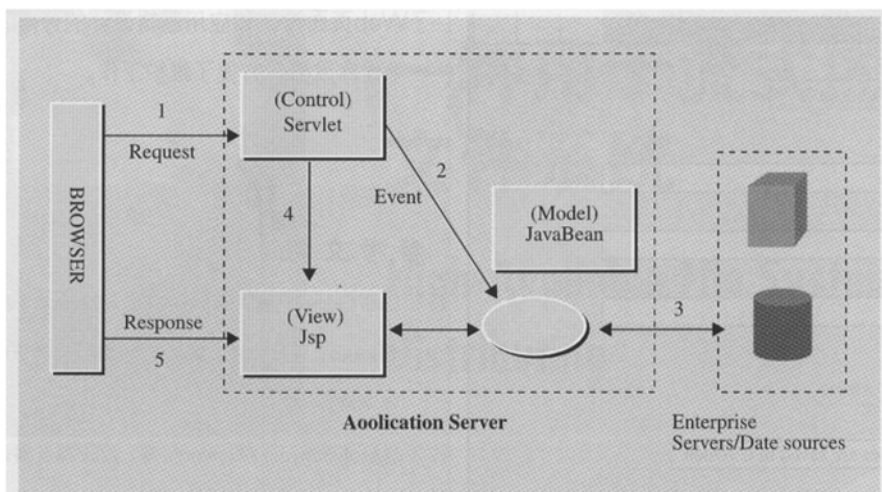 1
(Control)
Servlet
Request
2
BROWSER
Event
4
(Model)
JavaBean
Response
5
(View)
Jsp
3
Aoolication Server
Enterprise
Servers/Date sources